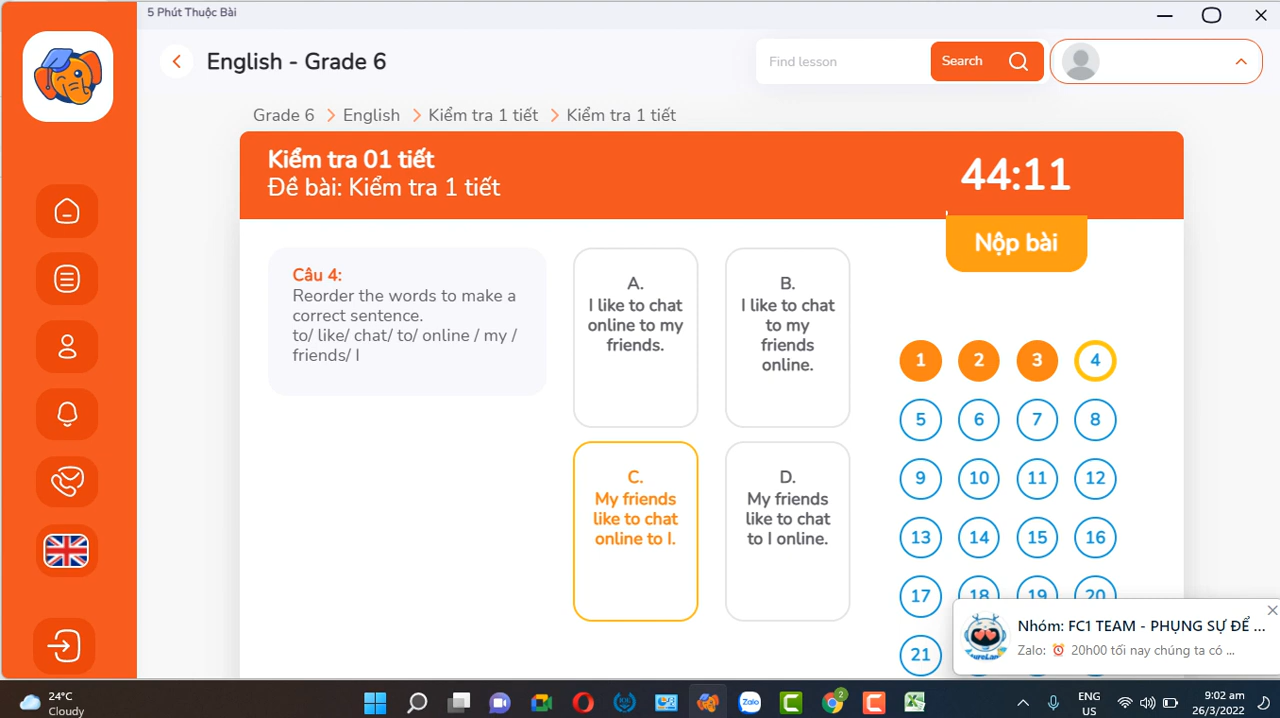 5 Phút Thuộc Bài
English - Grade 6
Find lesson
Search
Grade 6 > English > Kiểm tra 1 tiết > Kiểm tra 1 tiết
Kiểm tra 01 tiết
Đề bài: Kiểm tra 1 tiết
44:11
Nộp bài
Câu 4:
Reorder the words to make a
correct sentence.
to/ like/ chat/ to/ online / my /
friends/ I
A.
I like to chat
online to my
friends.
B.
I like to chat
to my
friends
online.
C.
My friends
like to chat
online to I.
D.
My friends
like to chat
to I online.
1 2 3 4
5 6 7 8
9 10 11 12
13 14 15 16
17 18 19 20
21
Nhóm: FC1 TEAM - PHỤNG SỰ ĐỂ ...
Zalo: ⏰ 20h00 tối nay chúng ta có ...
24°C
Cloudy
Zalo
2
ENG
US
9:02 am
26/3/2022